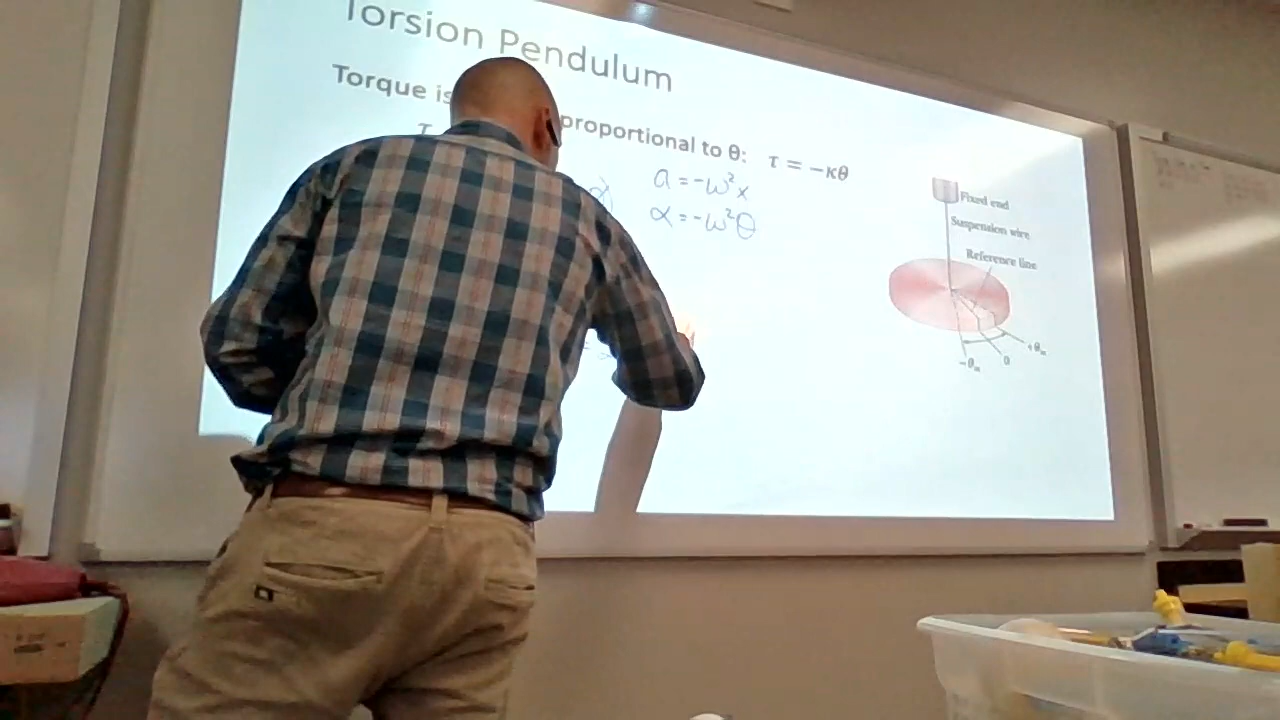 Torsion Pendulum
Torque is proportional to θ: τ = −κθ
τ
α
a = -ω²x
α = -ω²θ
Fixed end
Suspension wire
Reference line
+θₘ
0
−θₘ